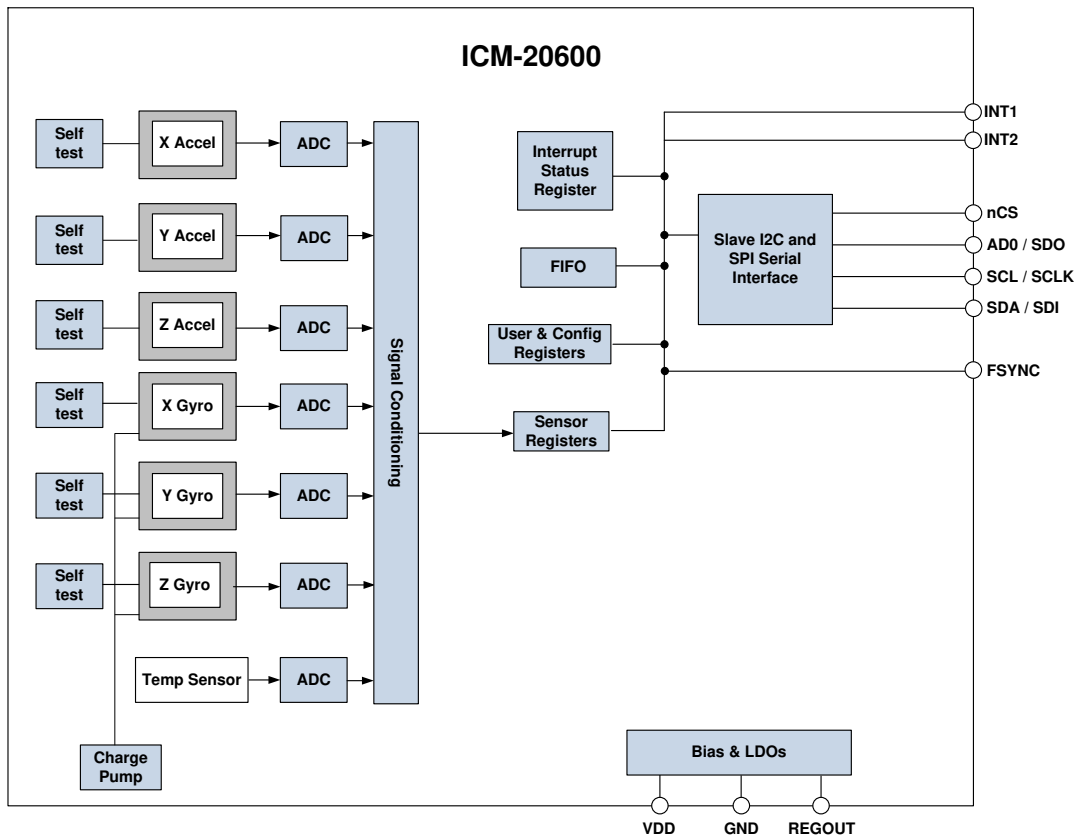 ICM-20600
Self
test
X Accel
ADC
Self
test
Y Accel
ADC
Self
test
Z Accel
ADC
Self
test
X Gyro
ADC
Self
test
Y Gyro
ADC
Self
test
Z Gyro
ADC
Temp Sensor
ADC
Charge
Pump
Signal Conditioning
Interrupt
Status
Register
FIFO
User & Config
Registers
Sensor
Registers
Slave I2C and
SPI Serial
Interface
INT1
INT2
nCS
AD0 / SDO
SCL / SCLK
SDA / SDI
FSYNC
Bias & LDOs
VDD
GND
REGOUT